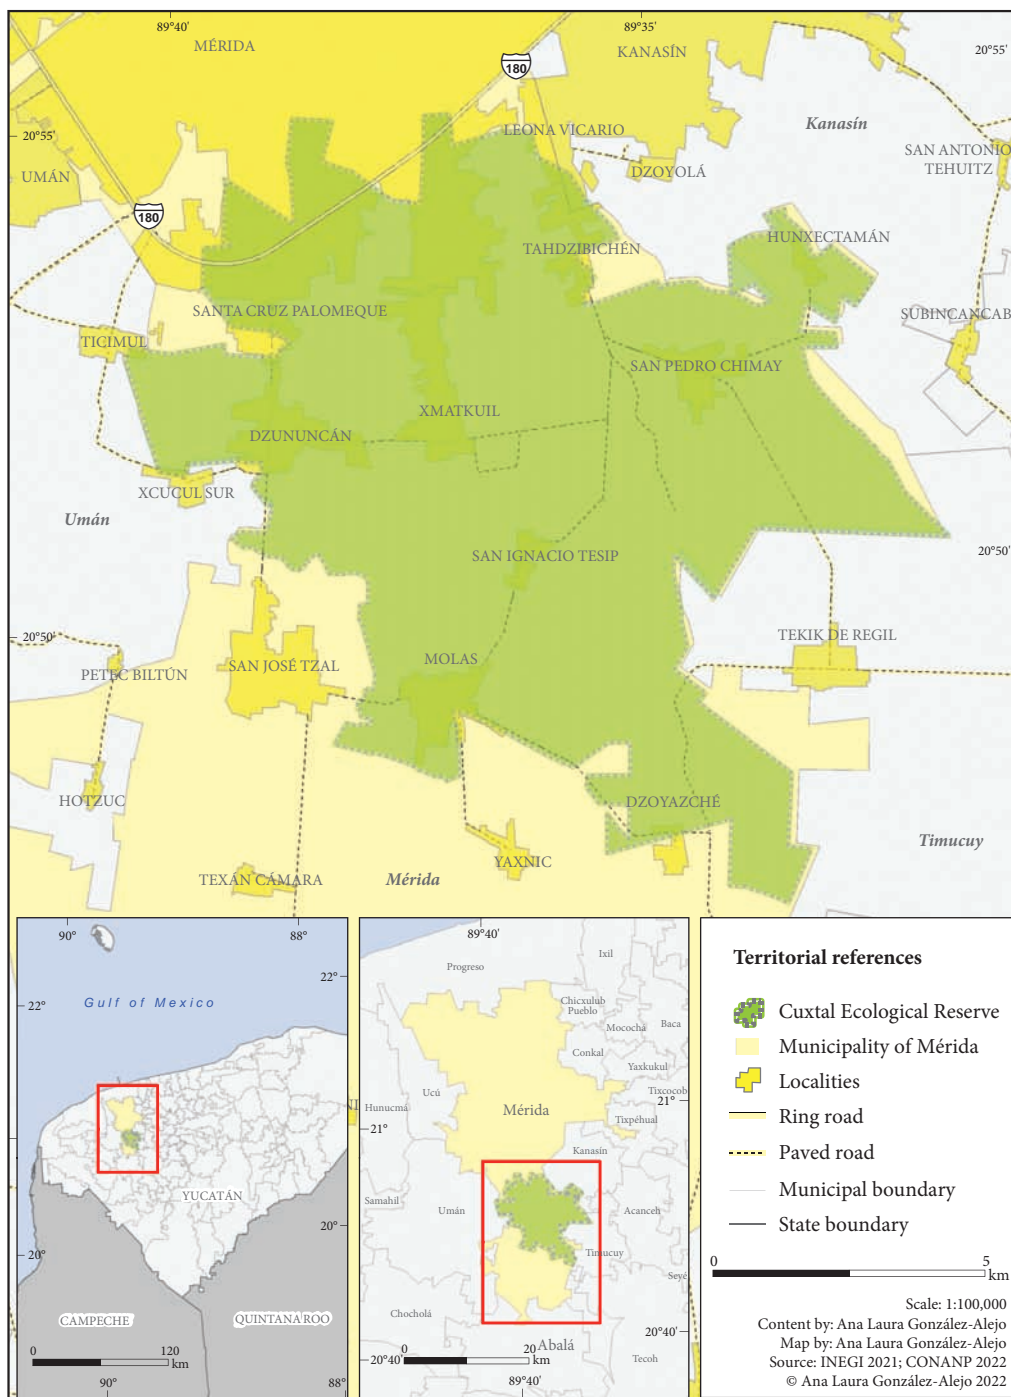 89°40'
89°35'
MÉRIDA
KANASÍN
20°55'
180
LEONA VICARIO
Kanasín
20°55'
SAN ANTONIO
TEHUITZ
UMÁN
DZOYOLÁ
180
TAHDZIBICHÉN
HUNXECTAMÁN
SANTA CRUZ PALOMEQUE
SUBINCANCAB
TICIMUL
SAN PEDRO CHIMAY
XMATKUIL
DZUNUNCÁN
XCUCUL SUR
Umán
SAN IGNACIO TESIP
20°50'
20°50'
TEKIK DE REGIL
MOLAS
SAN JOSÉ TZAL
PETEC BILTÚN
HOTZUC
DZOYAZCHÉ
Timucuy
YAXNIC
TEXÁN CÁMARA
Mérida
90°
88°
22°
22°
Gulf of Mexico
YUCATÁN
20°
20°
CAMPECHE
QUINTANA ROO
0 120
km
90°
88°
89°40'
Progreso
Ixil
Chicxulub
Pueblo
Mocochá
Baca
Conkal
Yaxkukul
Ucú
Tixcocob
Hunucmá
Mérida
21°
Tixpéhual
21°
Kanasín
Samahil
Umán
Acanceh
Timucuy
Seyé
Chocholá
Abalá
20°40'
0 20
km
20°40'
Tecoh
89°40'
Territorial references
Cuxtal Ecological Reserve
Municipality of Mérida
Localities
Ring road
Paved road
Municipal boundary
State boundary
0 5
km
Scale: 1:100,000
Content by: Ana Laura González-Alejo
Map by: Ana Laura González-Alejo
Source: INEGI 2021; CONANP 2022
© Ana Laura González-Alejo 2022